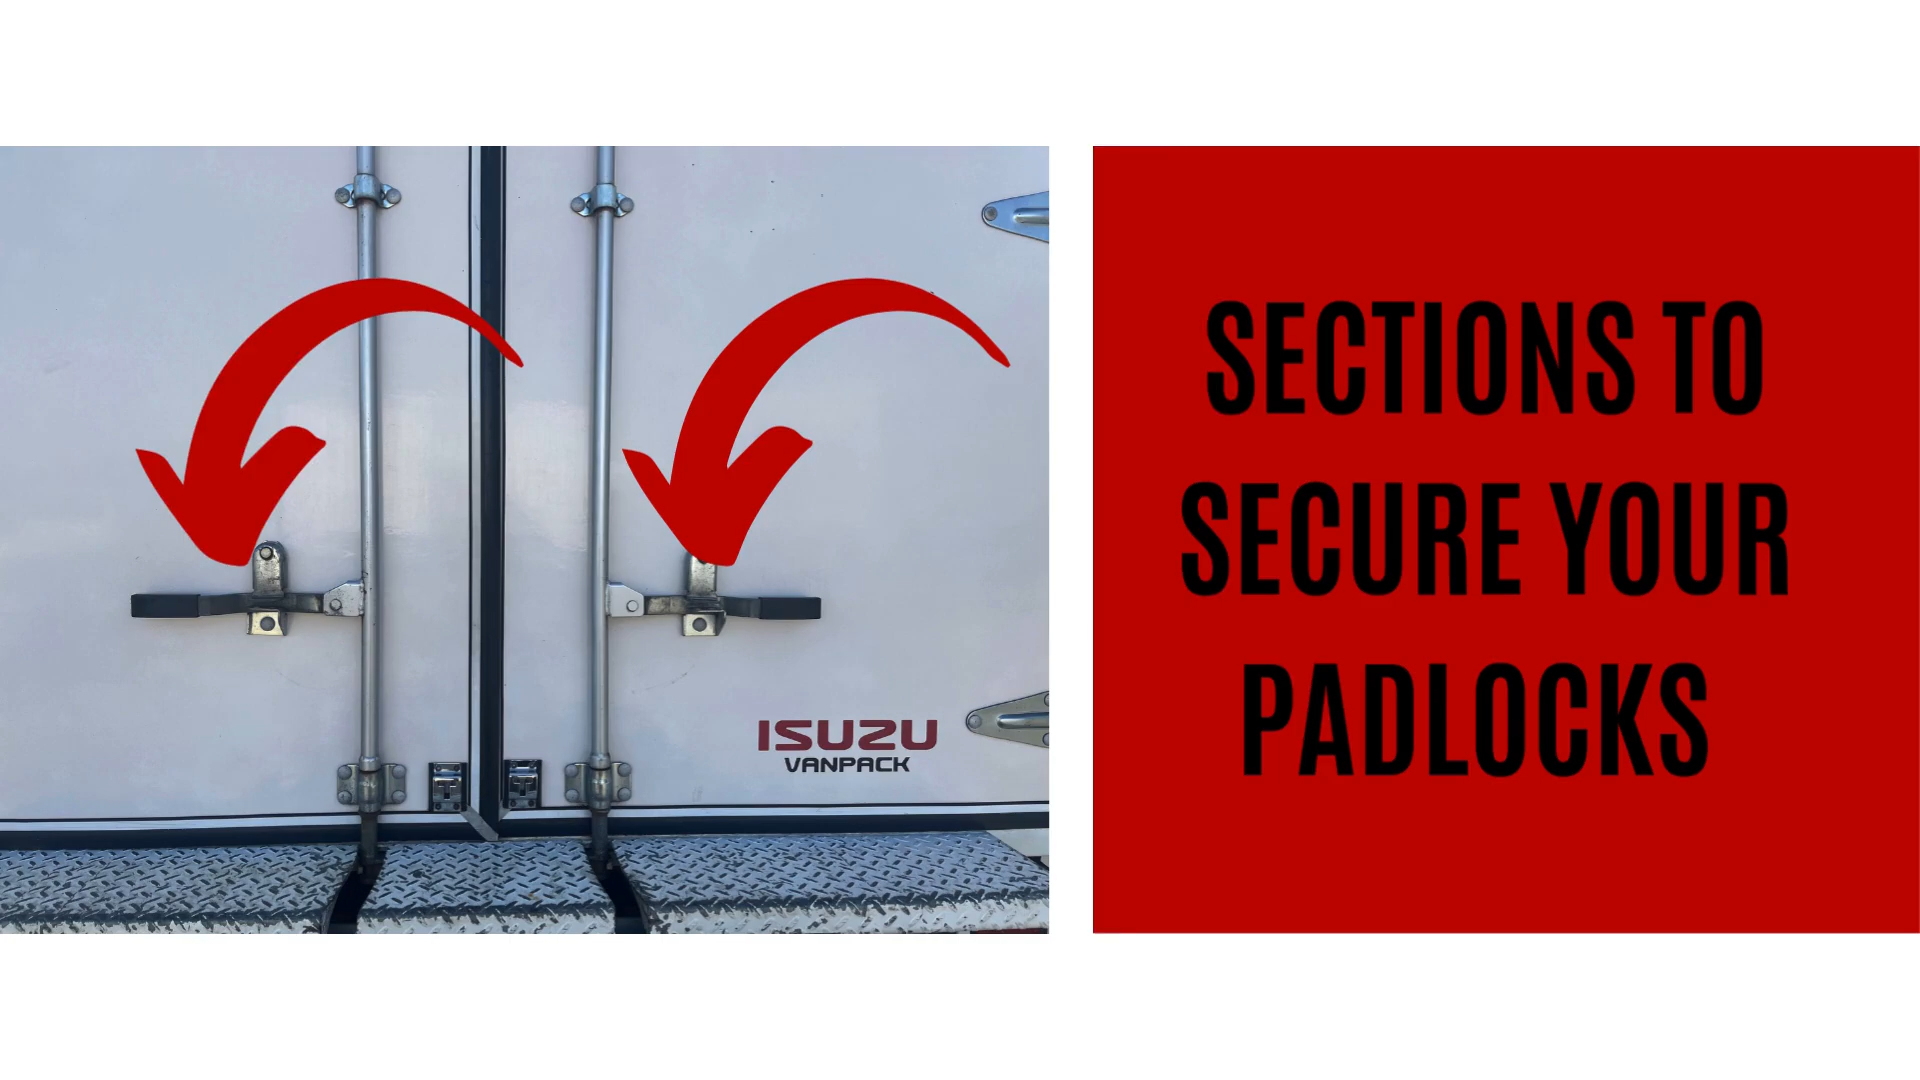 ISUZU
VANPACK
SECTIONS TO
SECURE YOUR
PADLOCKS